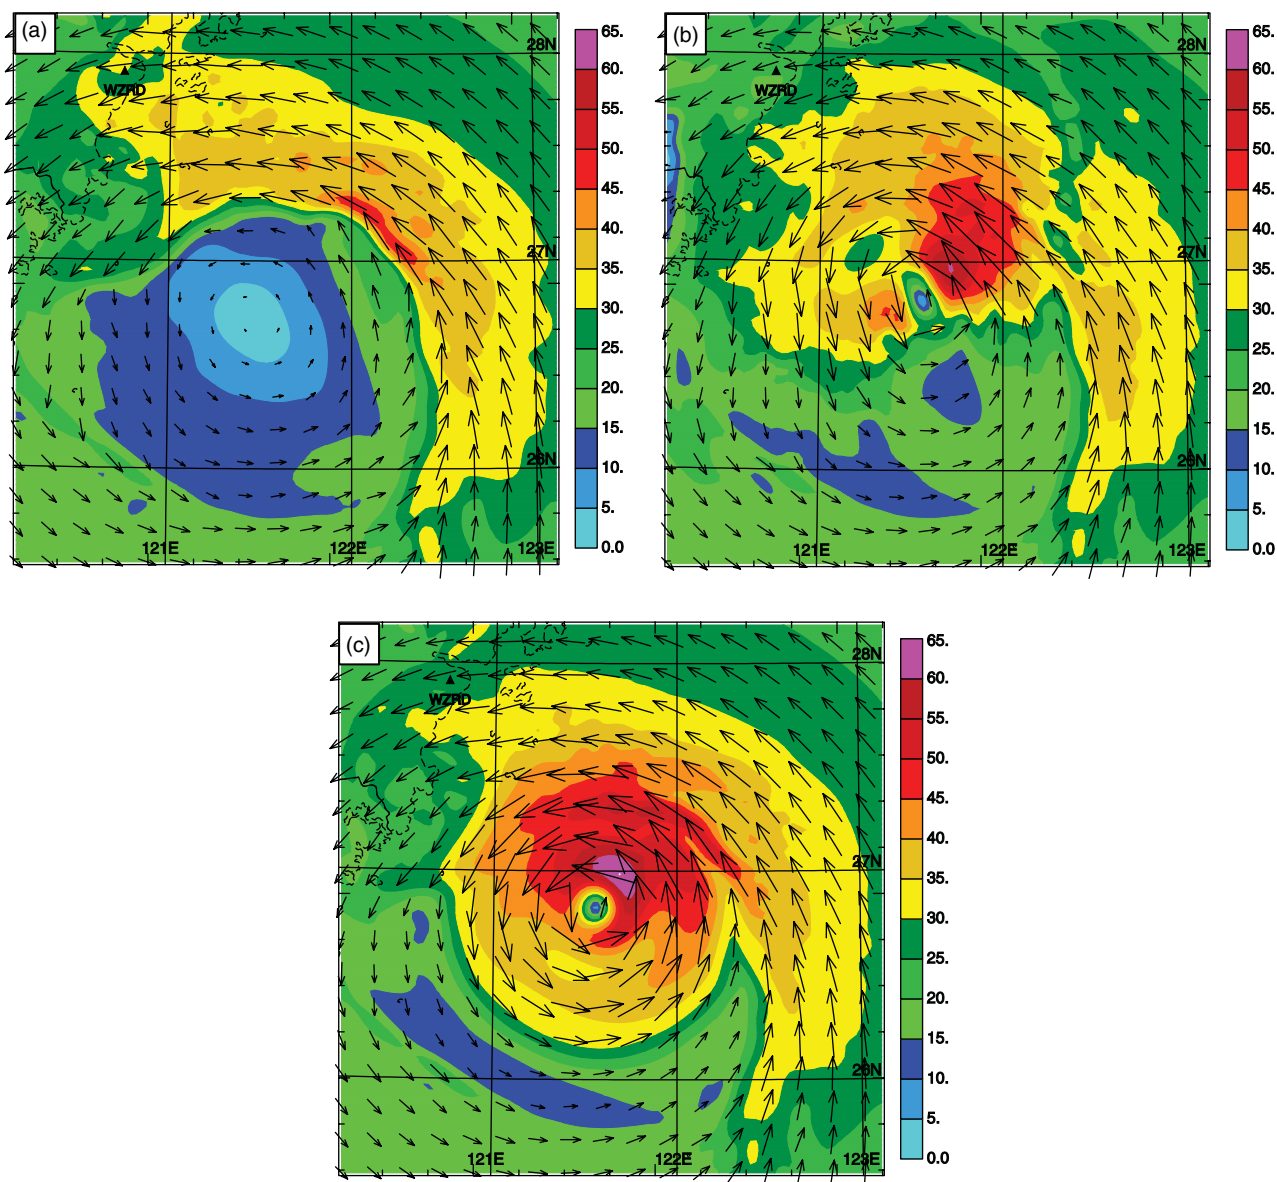 (a)
28N
WZRD
27N
26N
121E
122E
123E
65.
60.
55.
50.
45.
40.
35.
30.
25.
20.
15.
10.
5.
0.0
(b)
28N
WZRD
27N
26N
121E
122E
123E
65.
60.
55.
50.
45.
40.
35.
30.
25.
20.
15.
10.
5.
0.0
(c)
28N
WZRD
27N
26N
121E
122E
123E
65.
60.
55.
50.
45.
40.
35.
30.
25.
20.
15.
10.
5.
0.0